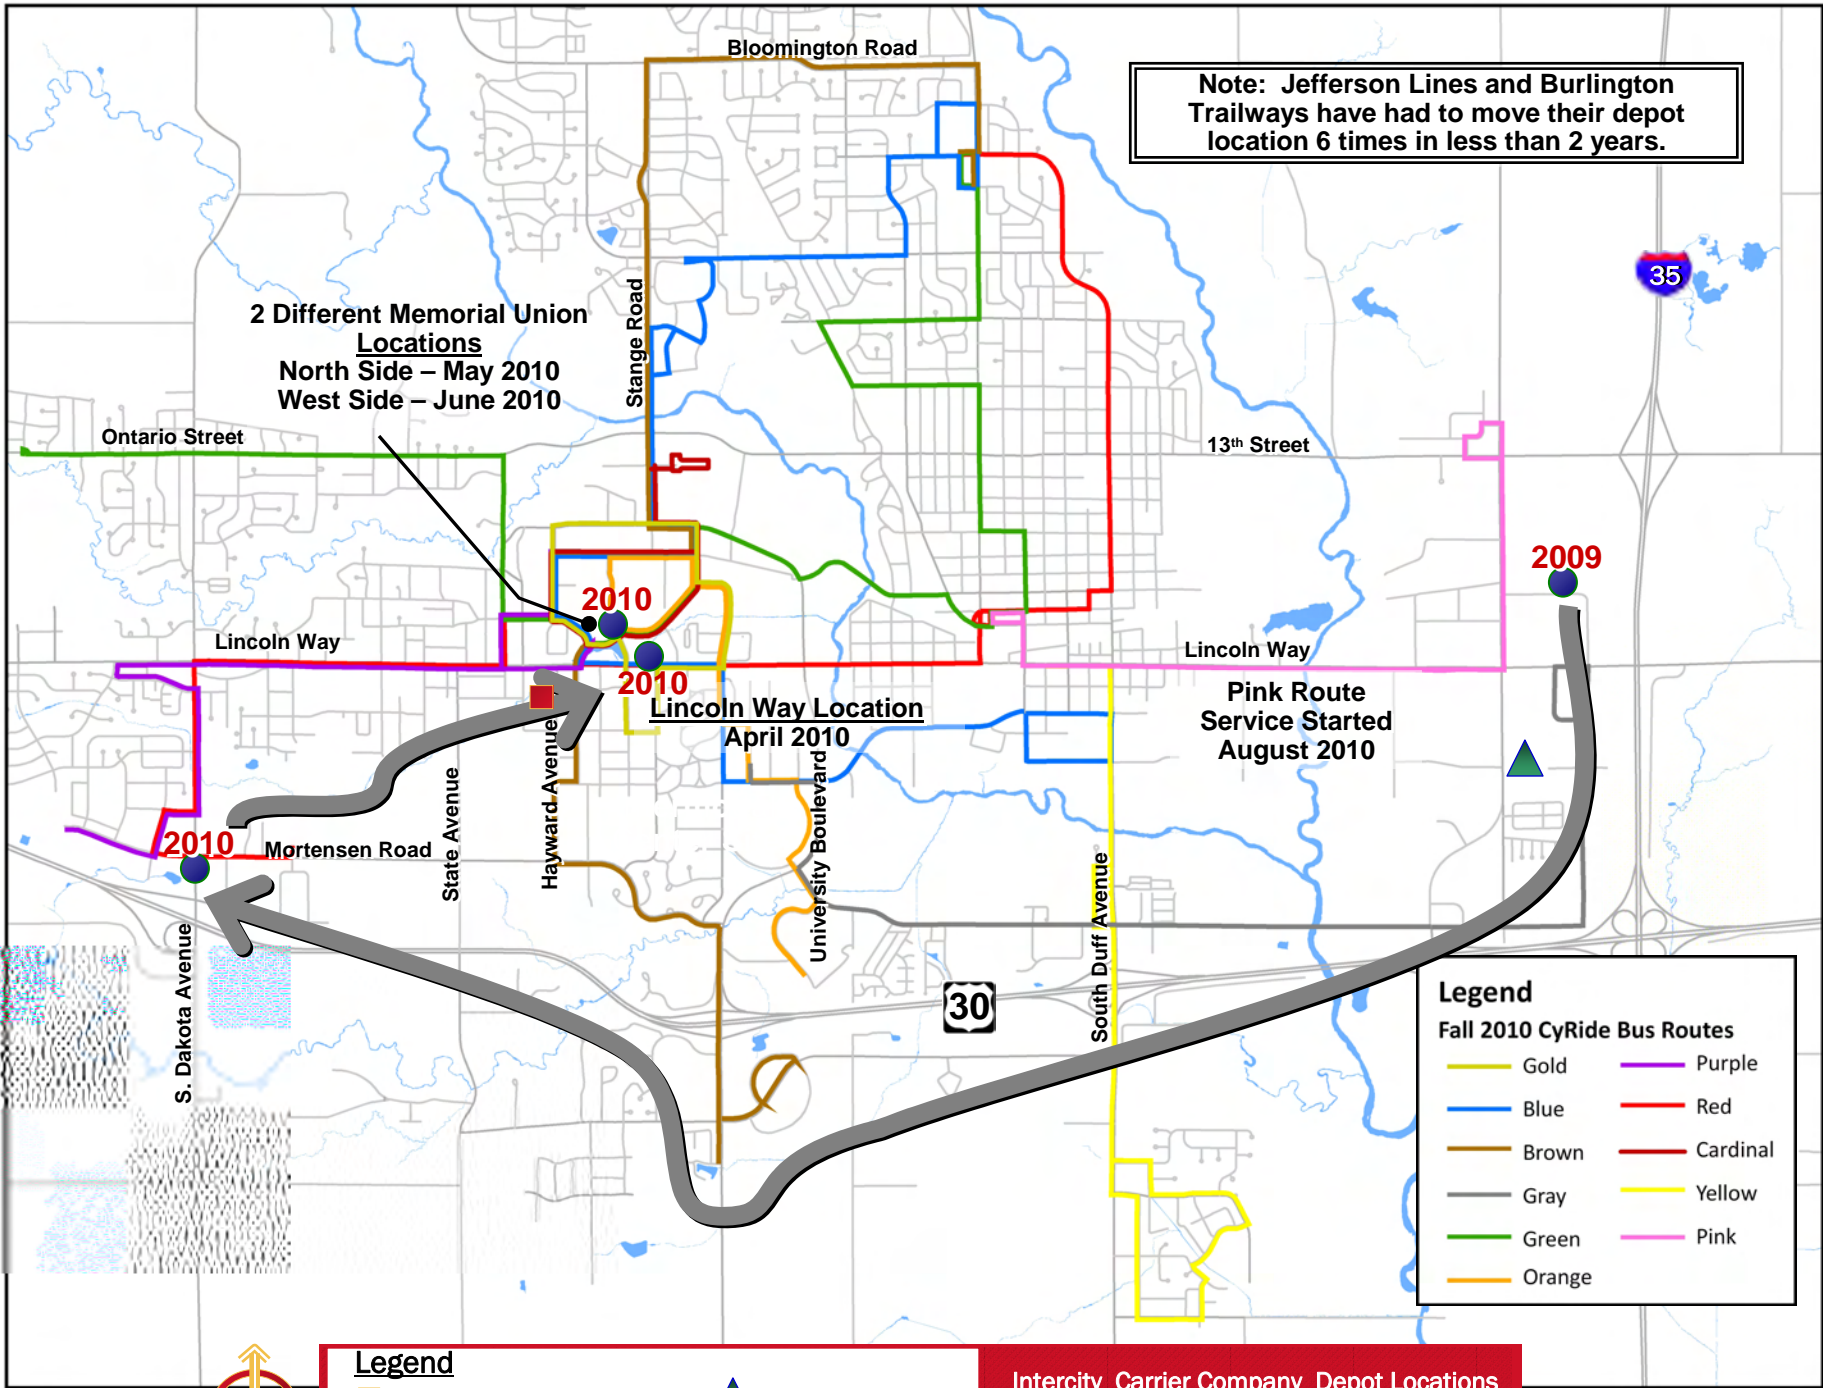 Bloomington Road
Note: Jefferson Lines and Burlington
Trailways have had to move their depot
location 6 times in less than 2 years.
35
2 Different Memorial Union
Locations
North Side – May 2010
West Side – June 2010
Stange Road
Ontario Street
13th Street
2009
2010
Lincoln Way
Lincoln Way
2010
Lincoln Way Location
April 2010
Pink Route
Service Started
August 2010
2010
Mortensen Road
State Avenue
Hayward Avenue
University Boulevard
South Duff Avenue
S. Dakota Avenue
30
Legend
Fall 2010 CyRide Bus Routes
Gold
Blue
Brown
Gray
Green
Orange
Purple
Red
Cardinal
Yellow
Pink
Legend
Intercity Carrier Company Depot Locations